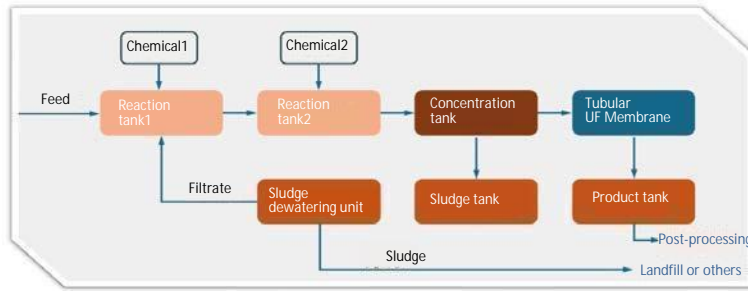 Chemical1
Chemical2
Feed
Reaction
tank1
Reaction
tank2
Concentration
tank
Tubular
UF Membrane
Filtrate
Sludge
dewatering unit
Sludge tank
Product tank
Post-processing
Sludge
Landfill or others